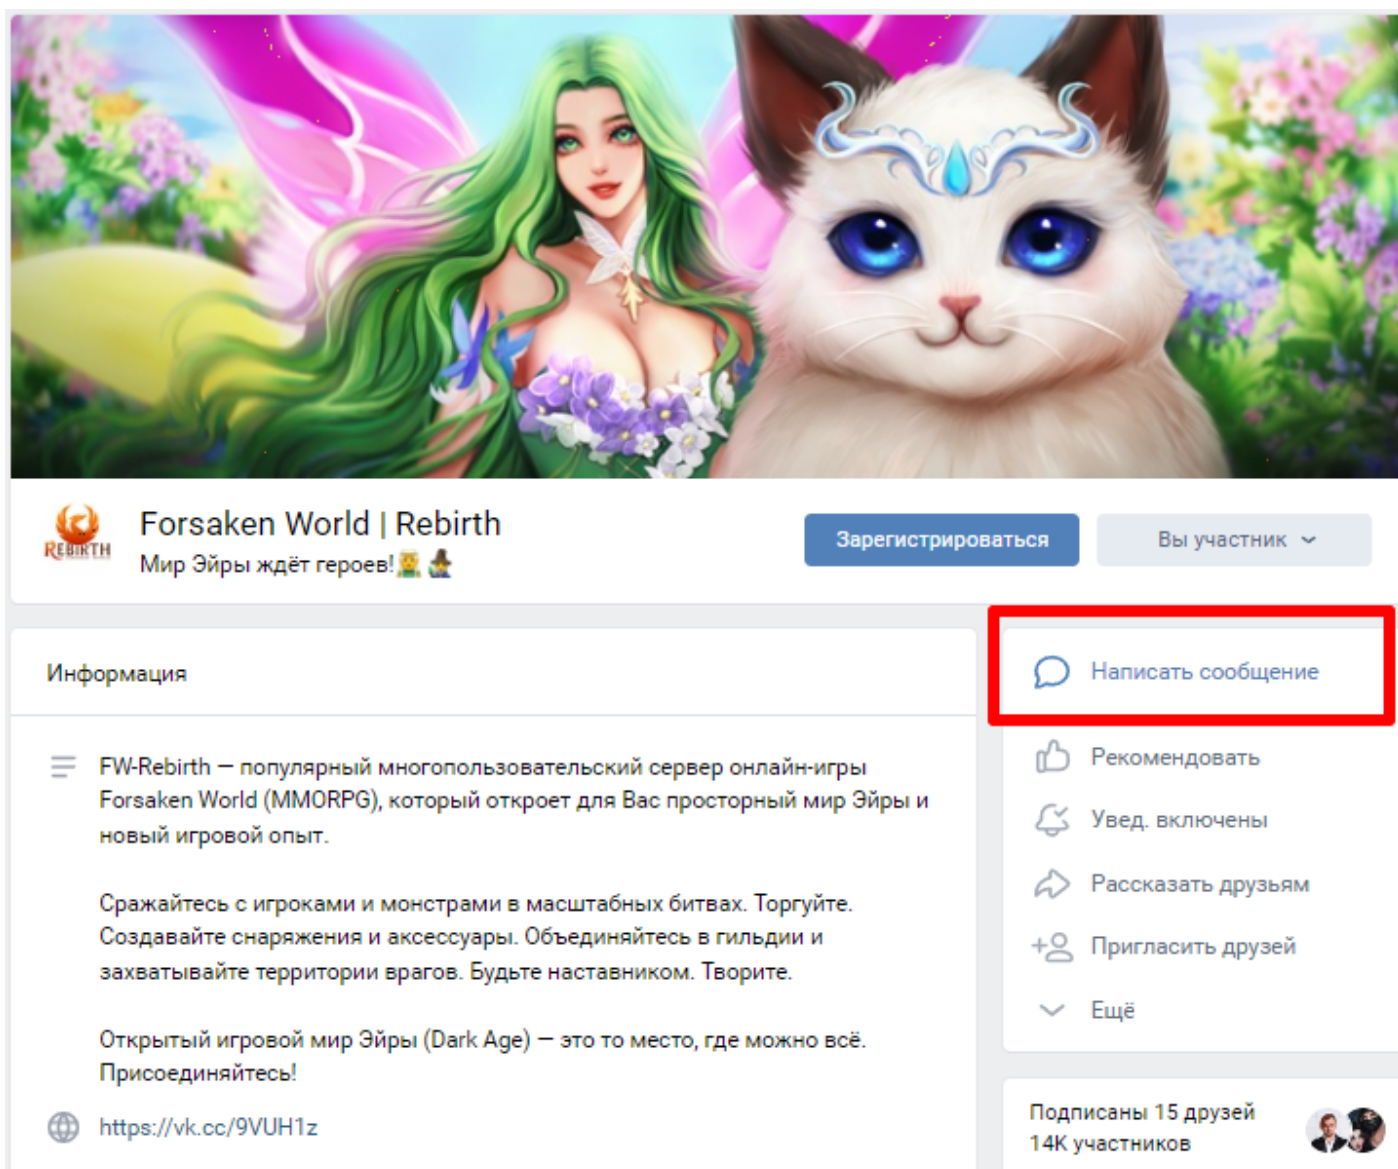 REBIRTH
Forsaken World | Rebirth
Мир Эйры ждёт героев!
Зарегистрироваться
Вы участник
Информация
FW-Rebirth — популярный многопользовательский сервер онлайн-игры
Forsaken World (MMORPG), который откроет для Вас просторный мир Эйры и
новый игровой опыт.
Сражайтесь с игроками и монстрами в масштабных битвах. Торгуйте.
Создавайте снаряжения и аксессуары. Объединяйтесь в гильдии и
захватывайте территории врагов. Будьте наставником. Творите.
Открытый игровой мир Эйры (Dark Age) — это то место, где можно всё.
Присоединяйтесь!
https://vk.cc/9VUH1z
Написать сообщение
Рекомендовать
Увед. включены
Рассказать друзьям
Пригласить друзей
Ещё
Подписаны 15 друзей
14K участников